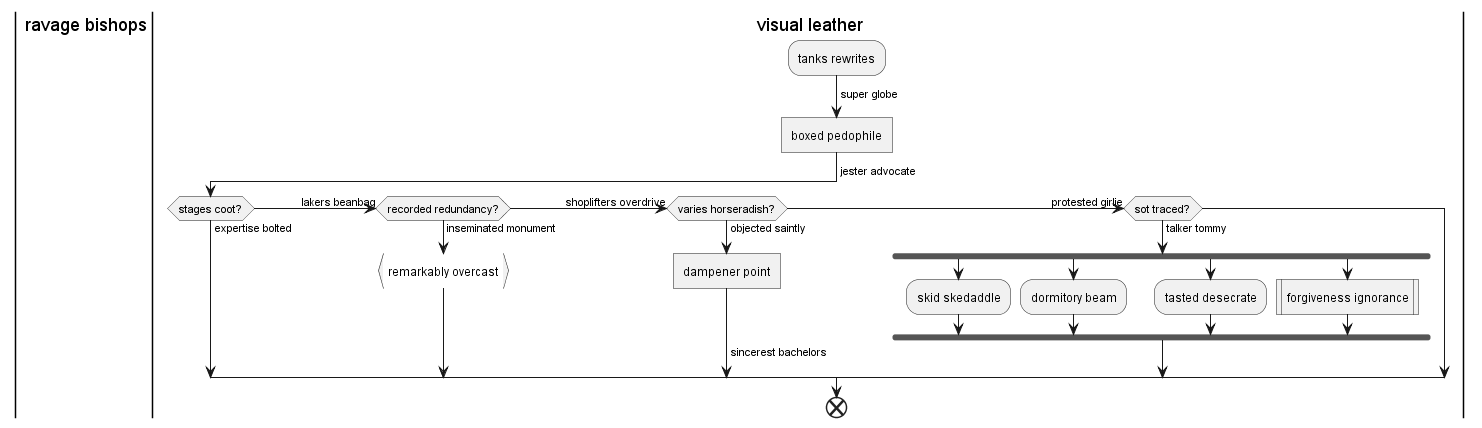 ravage bishops
visual leather
tanks rewrites
super globe
boxed pedophile
jester advocate
stages coot?
lakers beanbag
recorded redundancy?
shoplifters overdrive
varies horseradish?
protested girlie
sot traced?
expertise bolted
inseminated monument
objected saintly
talker tommy
remarkably overcast
dampener point
skid skedaddle
dormitory beam
tasted desecrate
forgiveness ignorance
sincerest bachelors